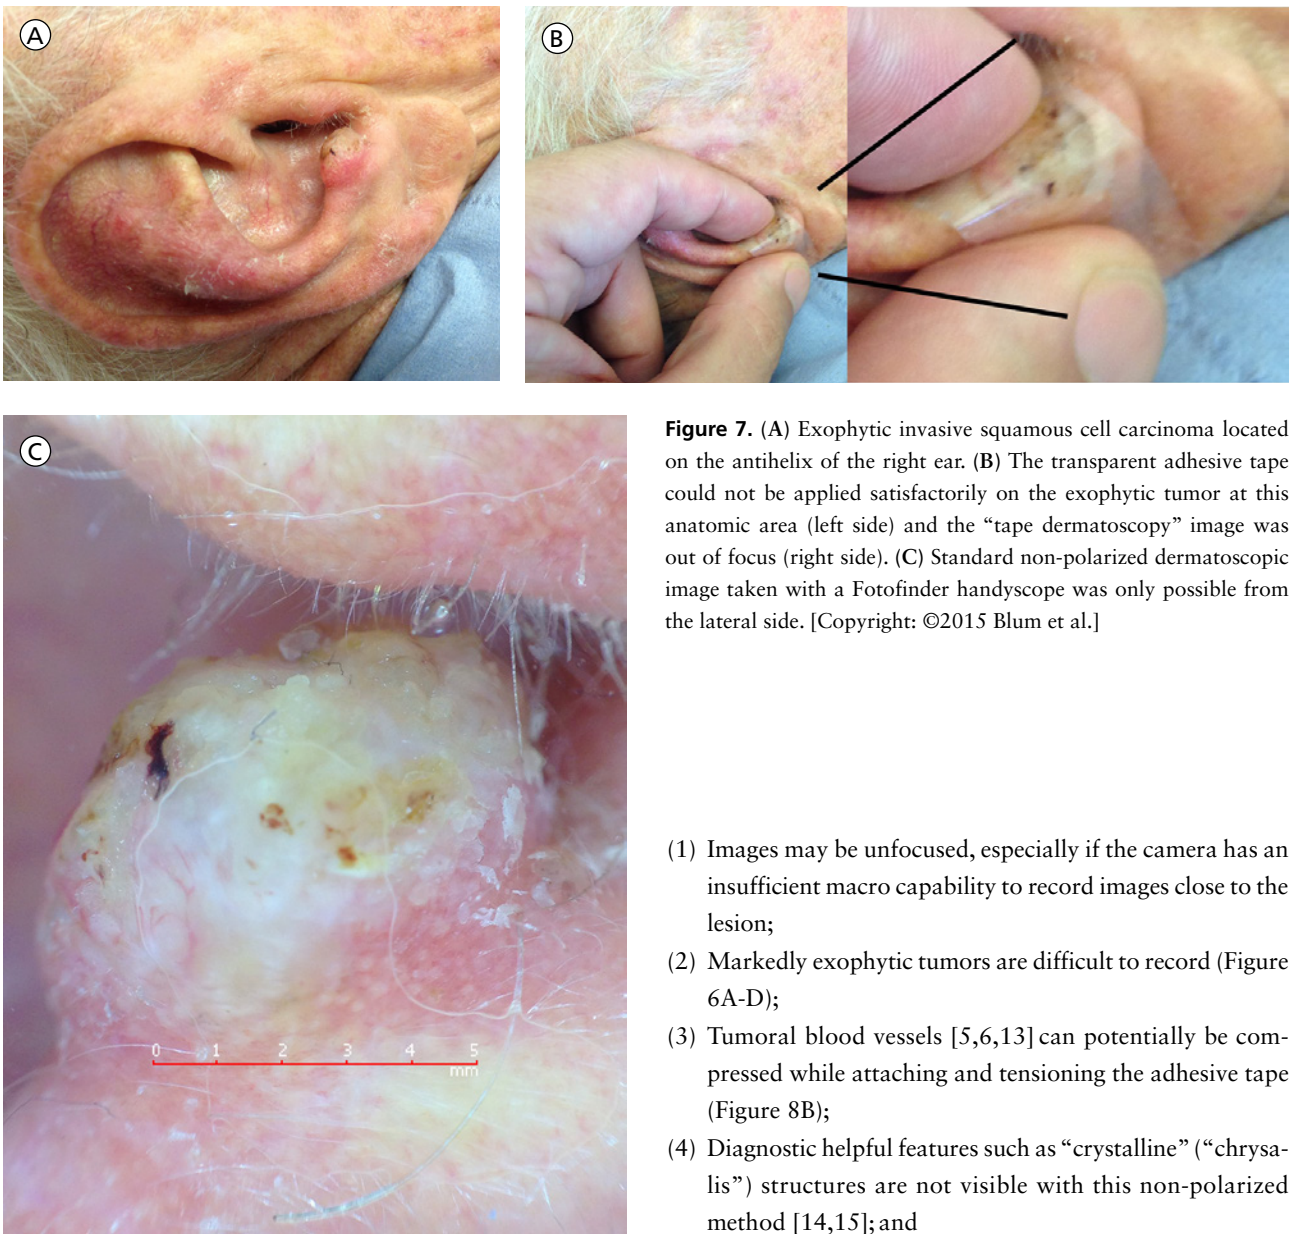 A
B
C
Figure 7. (A) Exophytic invasive squamous cell carcinoma located
on the antihelix of the right ear. (B) The transparent adhesive tape
could not be applied satisfactorily on the exophytic tumor at this
anatomic area (left side) and the “tape dermatoscopy” image was
out of focus (right side). (C) Standard non-polarized dermatoscopic
image taken with a Fotofinder handyscope was only possible from
the lateral side. [Copyright: ©2015 Blum et al.]
0 1 2 3 4 5
mm
(1) Images may be unfocused, especially if the camera has an
insufficient macro capability to record images close to the
lesion;
(2) Markedly exophytic tumors are difficult to record (Figure
6A-D);
(3) Tumoral blood vessels [5,6,13] can potentially be com-
pressed while attaching and tensioning the adhesive tape
(Figure 8B);
(4) Diagnostic helpful features such as “crystalline” (“chrysa-
lis”) structures are not visible with this non-polarized
method [14,15]; and